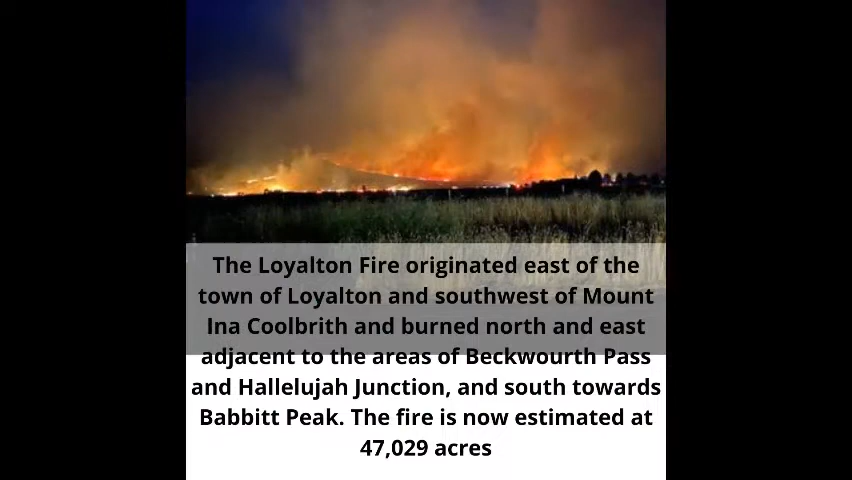 The Loyalton Fire originated east of the
town of Loyalton and southwest of Mount
Ina Coolbrith and burned north and east
adjacent to the areas of Beckwourth Pass
and Hallelujah Junction, and south towards
Babbitt Peak. The fire is now estimated at
47,029 acres